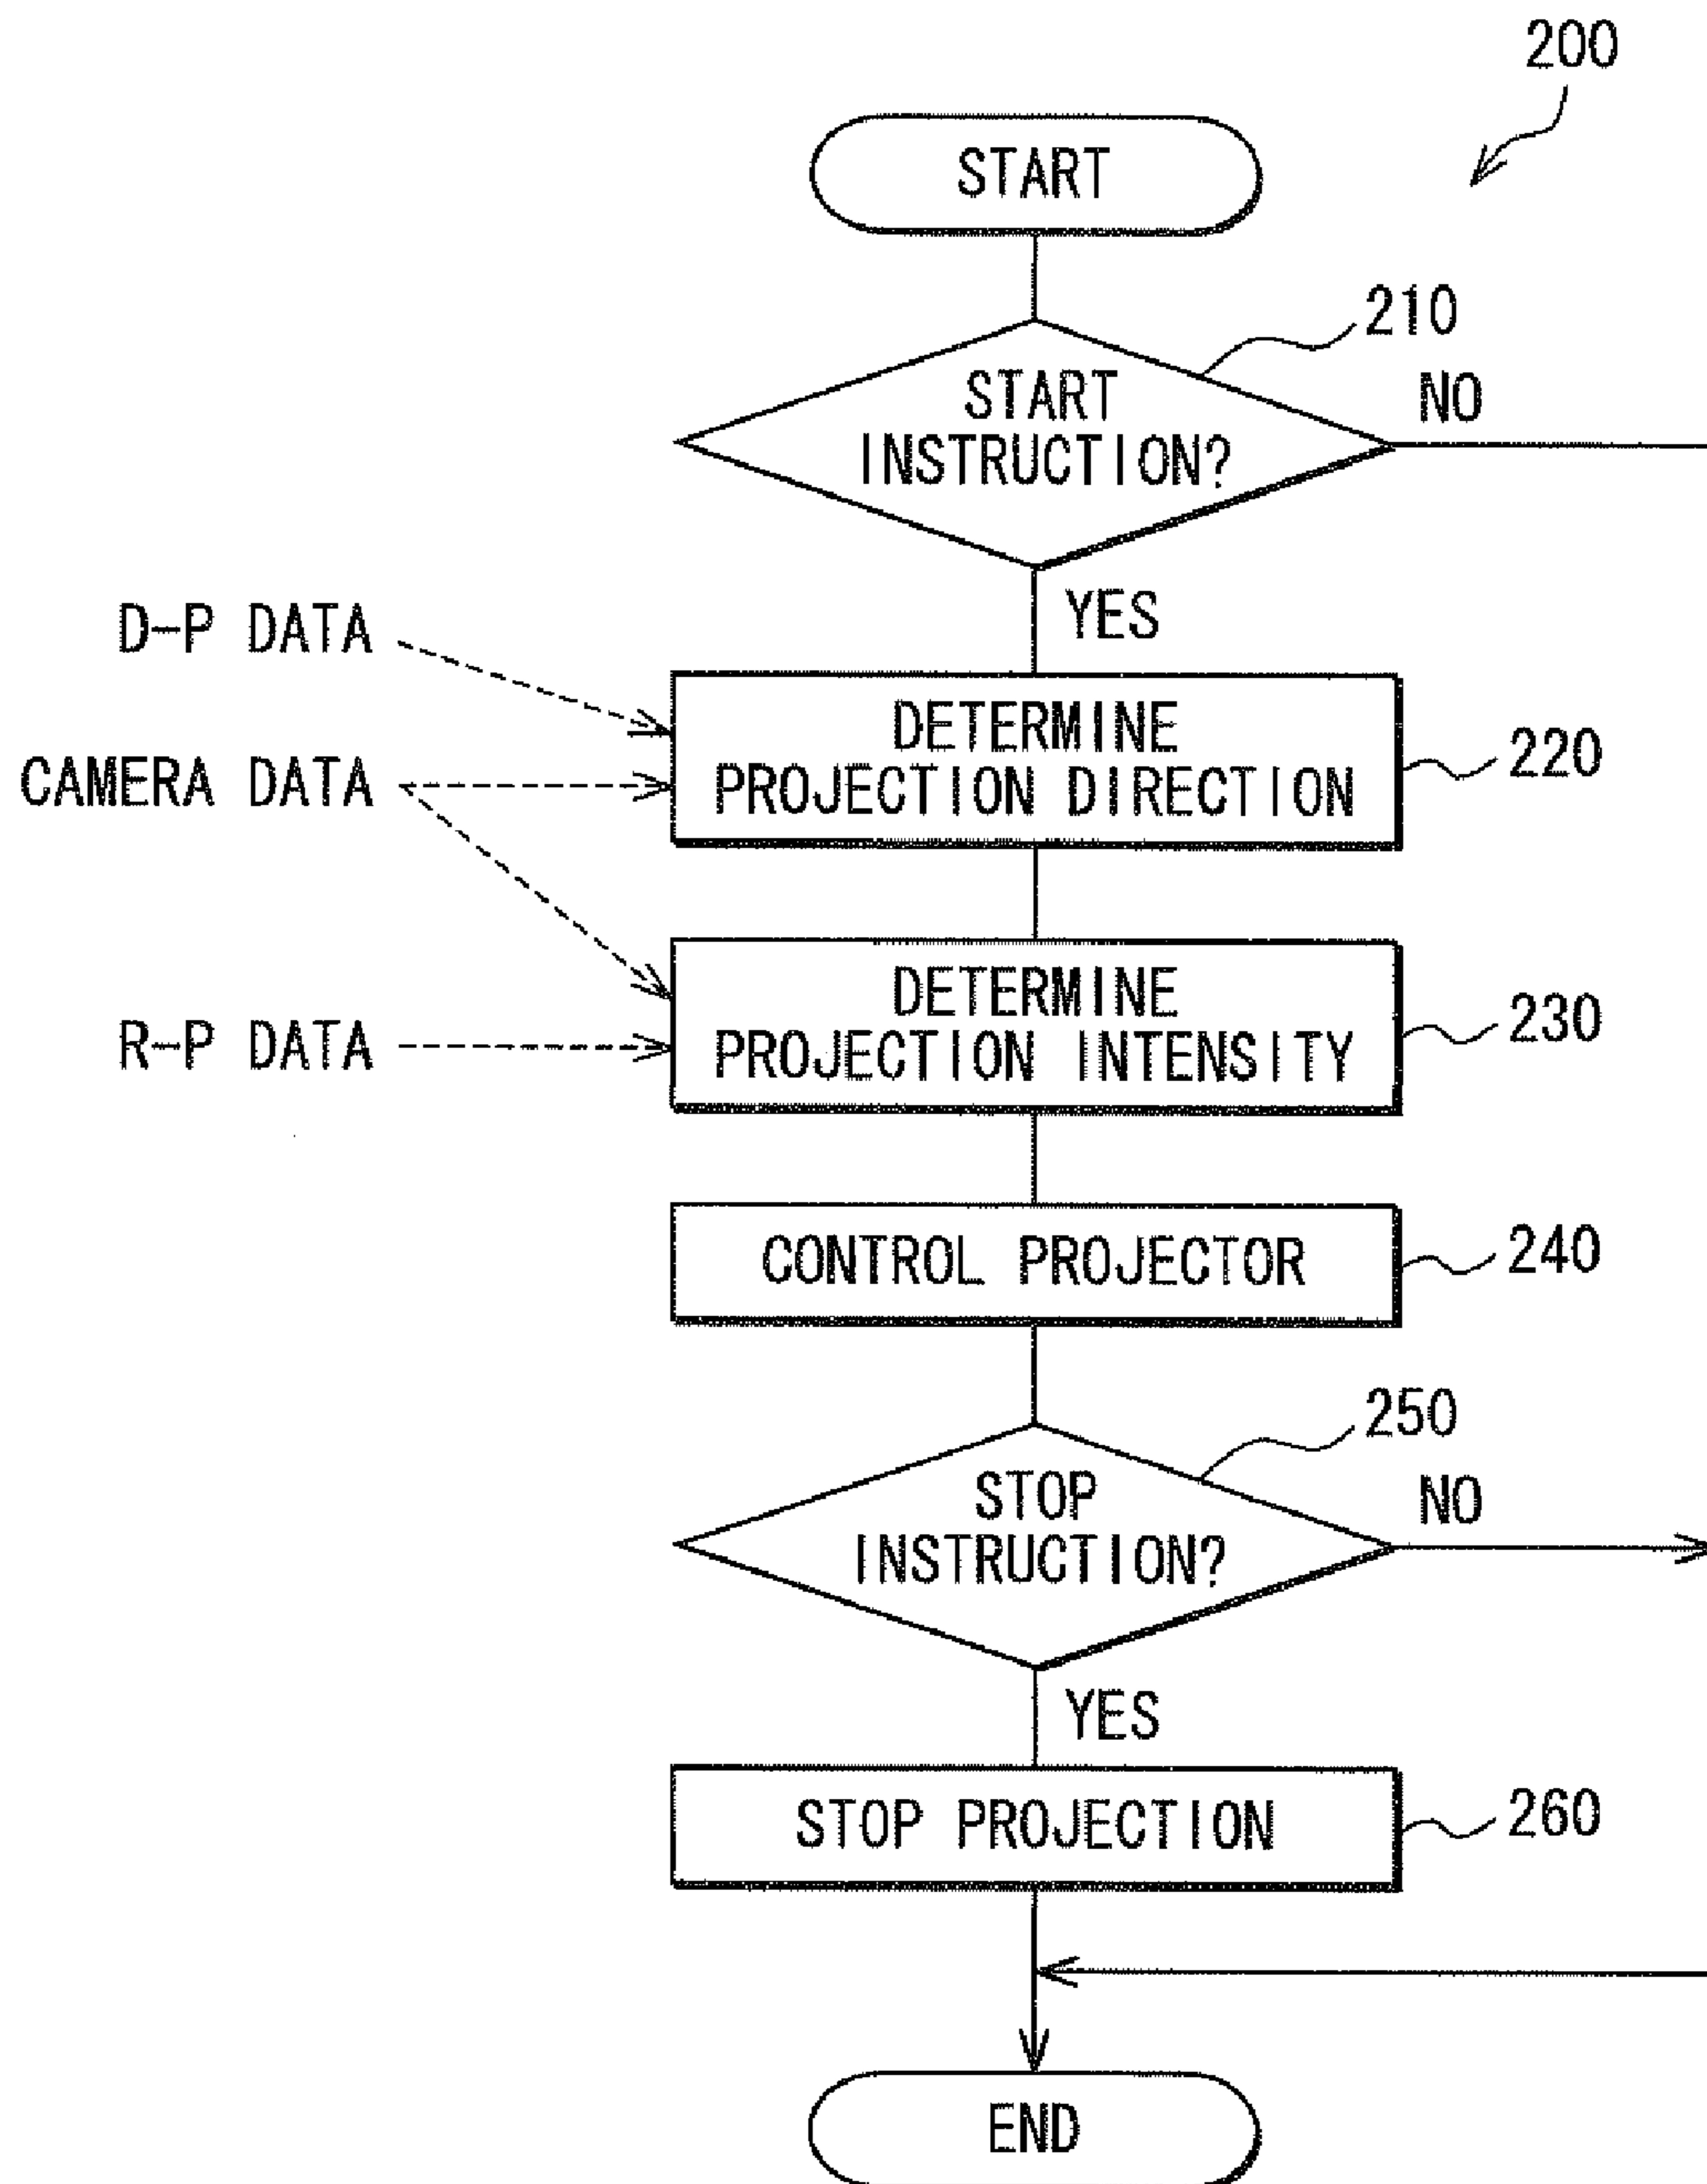 200
START
210
START
INSTRUCTION?
NO
YES
D-P DATA
DETERMINE
PROJECTION DIRECTION
220
CAMERA DATA
DETERMINE
PROJECTION INTENSITY
230
R-P DATA
CONTROL PROJECTOR
240
250
STOP
INSTRUCTION?
NO
YES
STOP PROJECTION
260
END